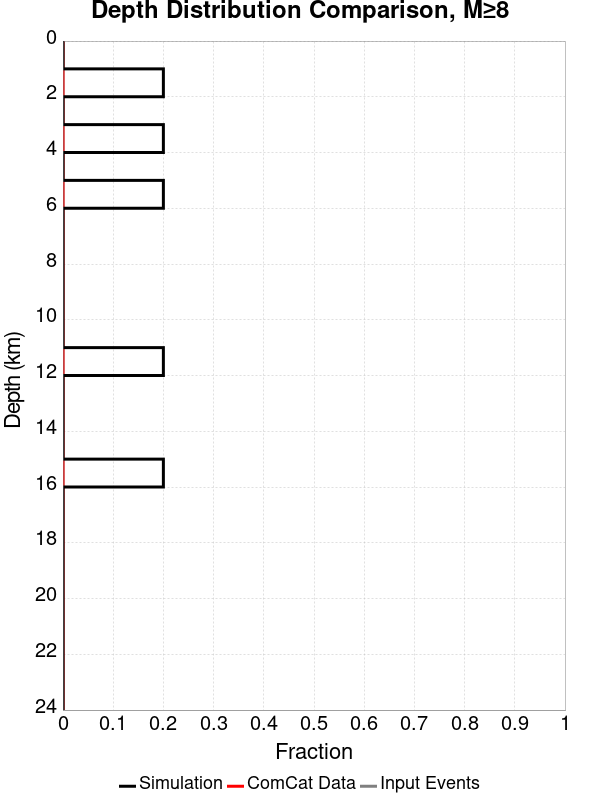 Depth Distribution Comparison, M≥8
0
2
4
6
8
10
12
14
16
18
20
22
24
Depth (km)
0 0.1 0.2 0.3 0.4 0.5 0.6 0.7 0.8 0.9 1
Fraction
Simulation ComCat Data Input Events